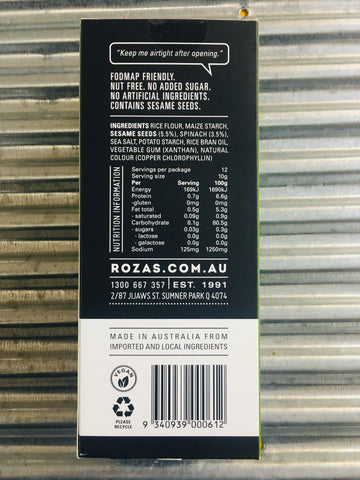 "Keep me airtight after opening."
FODMAP FRIENDLY.
NUT FREE. NO ADDED SUGAR.
NO ARTIFICIAL INGREDIENTS.
CONTAINS SESAME SEEDS.
INGREDIENTS RICE FLOUR, MAIZE STARCH,
SESAME SEEDS (5.5%), SPINACH (3.5%),
SEA SALT, POTATO STARCH, RICE BRAN OIL,
VEGETABLE GUM (XANTHAN), NATURAL
COLOUR (COPPER CHLOROPHYLLIN)
NUTRITION INFORMATION
Servings per package 12
Serving size 10g
Per Serving 100g
Energy 169kJ 1690kJ
Protein 0.7g 6.6g
-gluten 0mg 0mg
Fat total 0.5g 5.3g
- saturated 0.09g 0.9g
Carbohydrate 8.1g 80.5g
- sugars 0.03g 0.3g
- lactose 0.0g 0.0g
- galactose 0.0g 0.0g
Sodium 125mg 1250mg
ROZAS.COM.AU
1300 667 357 | EST. 1991
2/87 JIJAWS ST. SUMNER PARK Q 4074
MADE IN AUSTRALIA FROM
IMPORTED AND LOCAL INGREDIENTS
VEGAN
PLEASE
RECYCLE
9 340939 000612